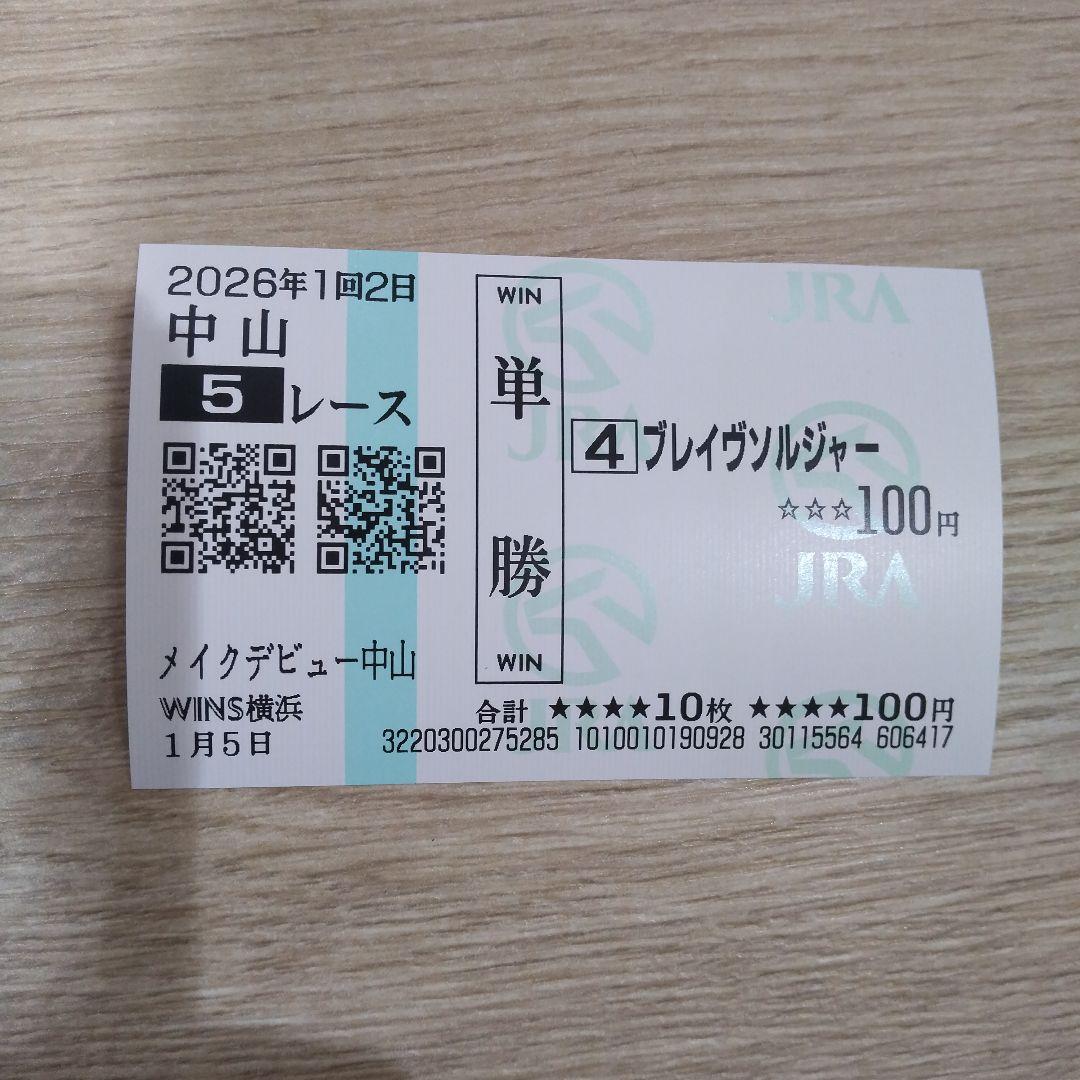 2026年1回2日
中山
5レース
メイクデビュー中山
WINS横浜
1月5日
WIN
単勝
WIN
4 ブレイヴソルジャー
☆☆☆100円
合計 ★★★★10枚 ★★★★100円
3220300275285 1010010190928 30115564 606417
JRA
JRA
JRA